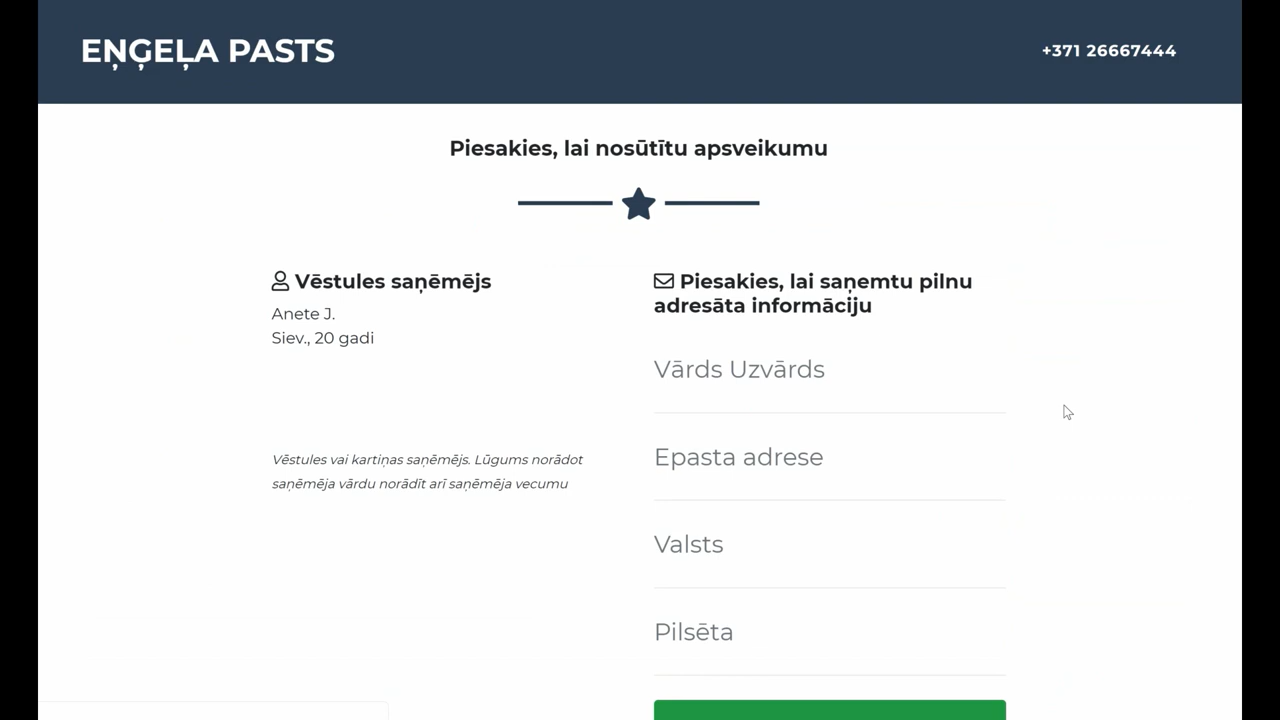 EŅĢEĻA PASTS
+371 26667444
Piesakies, lai nosūtītu apsveikumu
Vēstules saņēmējs
Anete J.
Siev., 20 gadi
Vēstules vai kartiņas saņēmējs. Lūgums norādot
saņēmēja vārdu norādīt arī saņēmēja vecumu
Piesakies, lai saņemtu pilnu
adresāta informāciju
Vārds Uzvārds
Epasta adrese
Valsts
Pilsēta